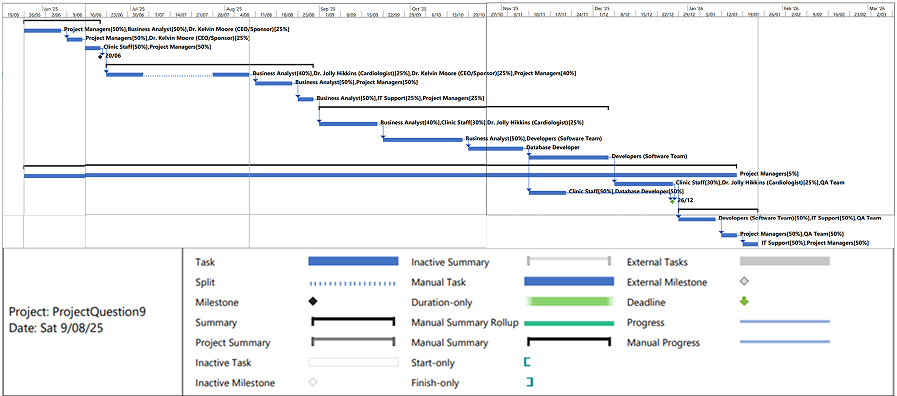 Jun '25 Jul '25 Aug '25 Sep '25 Oct '25 Nov '25 Dec '25 Jan '26 Feb '26 Mar '26
19/05 26/05 2/06 9/06 16/06 23/06 30/06 7/07 14/07 21/07 28/07 4/08 11/08 18/08 25/08 1/09 8/09 15/09 22/09 29/09 6/10 13/10 20/10 27/10 3/11 10/11 17/11 24/11 1/12 8/12 15/12 22/12 29/12 5/01 12/01 19/01 26/01 2/02 9/02 16/02 23/02 2/03
Project Managers[50%],Business Analyst[50%],Dr. Kelvin Moore (CEO/Sponsor)[25%]
Project Managers[50%],Dr. Kelvin Moore (CEO/Sponsor)[25%]
Clinic Staff[50%],Project Managers[50%]
20/06
Business Analyst[40%],Dr. Jolly Hikkins (Cardiologist)[25%],Dr. Kelvin Moore (CEO/Sponsor)[25%],Project Managers[40%]
Business Analyst[50%],Project Managers[50%]
Business Analyst[50%],IT Support[25%],Project Managers[25%]
Business Analyst[40%],Clinic Staff[30%],Dr. Jolly Hikkins (Cardiologist)[25%]
Business Analyst[50%],Developers (Software Team)
Database Developer
Developers (Software Team)
Project Managers[5%]
Clinic Staff[30%],Dr. Jolly Hikkins (Cardiologist)[25%],QA Team
Clinic Staff[50%],Database Developer[50%]
26/12
Developers (Software Team)[50%],IT Support[50%],QA Team
Project Managers[50%],QA Team[50%]
IT Support[50%],Project Managers[50%]
Project: ProjectQuestion9
Date: Sat 9/08/25
Task
Split
Milestone
Summary
Project Summary
Inactive Task
Inactive Milestone
Inactive Summary
Manual Task
Duration-only
Manual Summary Rollup
Manual Summary
Start-only
Finish-only
External Tasks
External Milestone
Deadline
Progress
Manual Progress